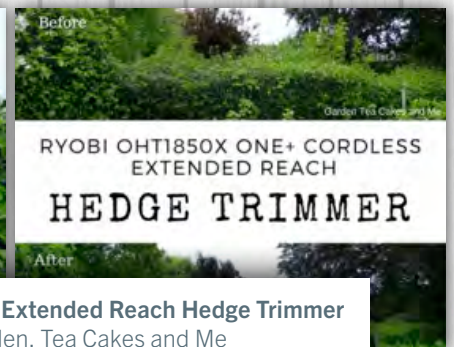 Before
Garden Tea Cakes and Me
RYOBI OHT1850X ONE+ CORDLESS
EXTENDED REACH
HEDGE TRIMMER
After
Extended Reach Hedge Trimmer
Tea Cakes and Me